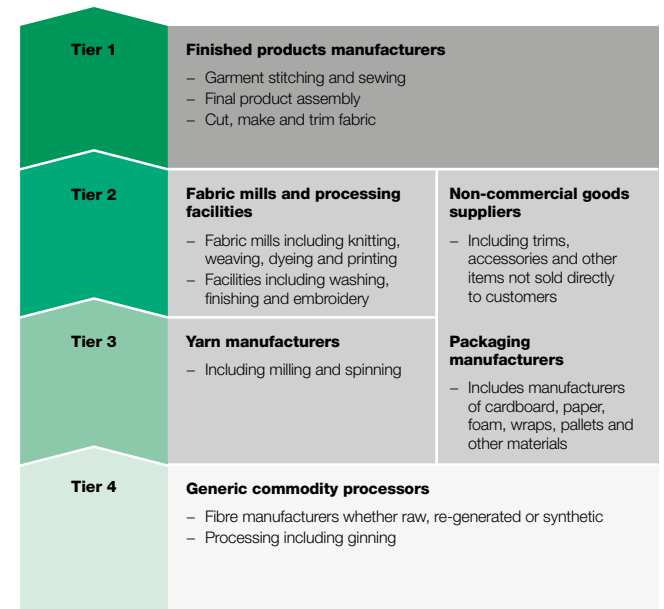 Tier 1
Finished products manufacturers
– Garment stitching and sewing
– Final product assembly
– Cut, make and trim fabric
Tier 2
Fabric mills and processing
facilities
– Fabric mills including knitting,
weaving, dyeing and printing
– Facilities including washing,
finishing and embroidery
Non-commercial goods
suppliers
– Including trims,
accessories and other
items not sold directly
to customers
Tier 3
Yarn manufacturers
– Including milling and spinning
Packaging
manufacturers
– Includes manufacturers
of cardboard, paper,
foam, wraps, pallets and
other materials
Tier 4
Generic commodity processors
– Fibre manufacturers whether raw, re-generated or synthetic
– Processing including ginning